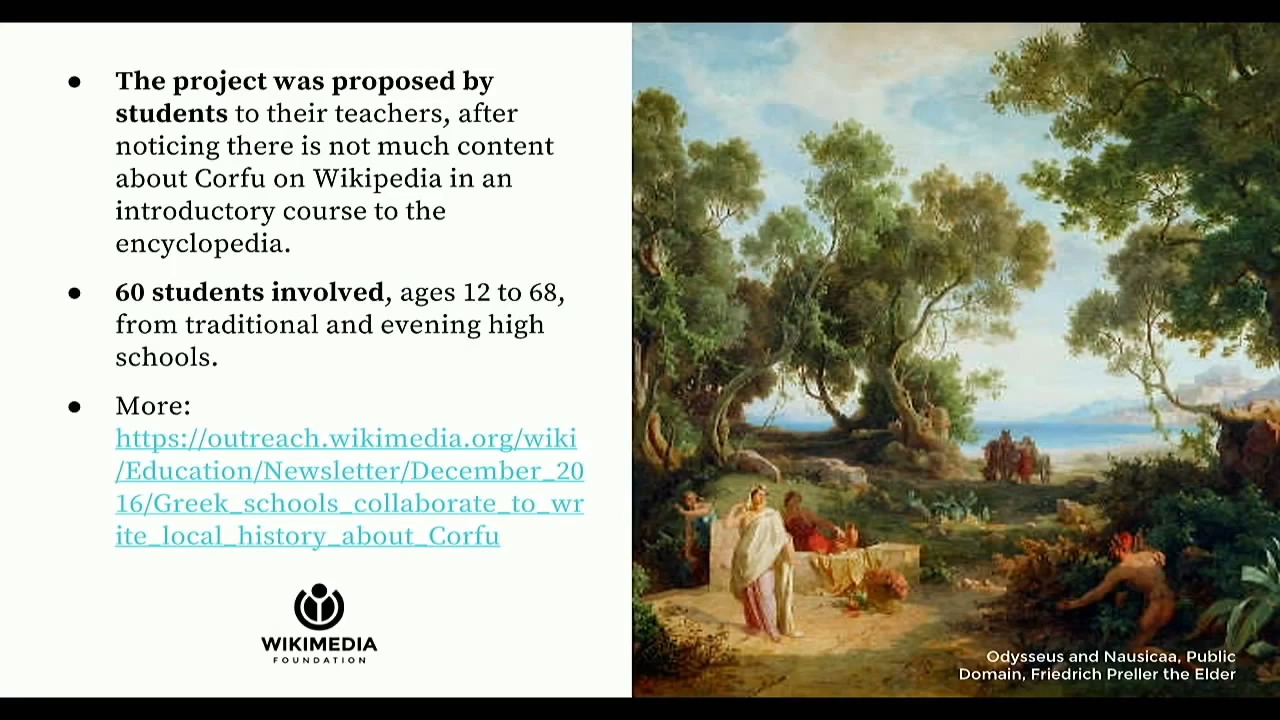 ● The project was proposed by
students to their teachers, after
noticing there is not much content
about Corfu on Wikipedia in an
introductory course to the
encyclopedia.
● 60 students involved, ages 12 to 68,
from traditional and evening high
schools.
● More:
https://outreach.wikimedia.org/wiki
/Education/Newsletter/December_20
16/Greek_schools_collaborate_to_wr
ite_local_history_about_Corfu
WIKIMEDIA
FOUNDATION
Odysseus and Nausicaa, Public
Domain, Friedrich Preller the Elder